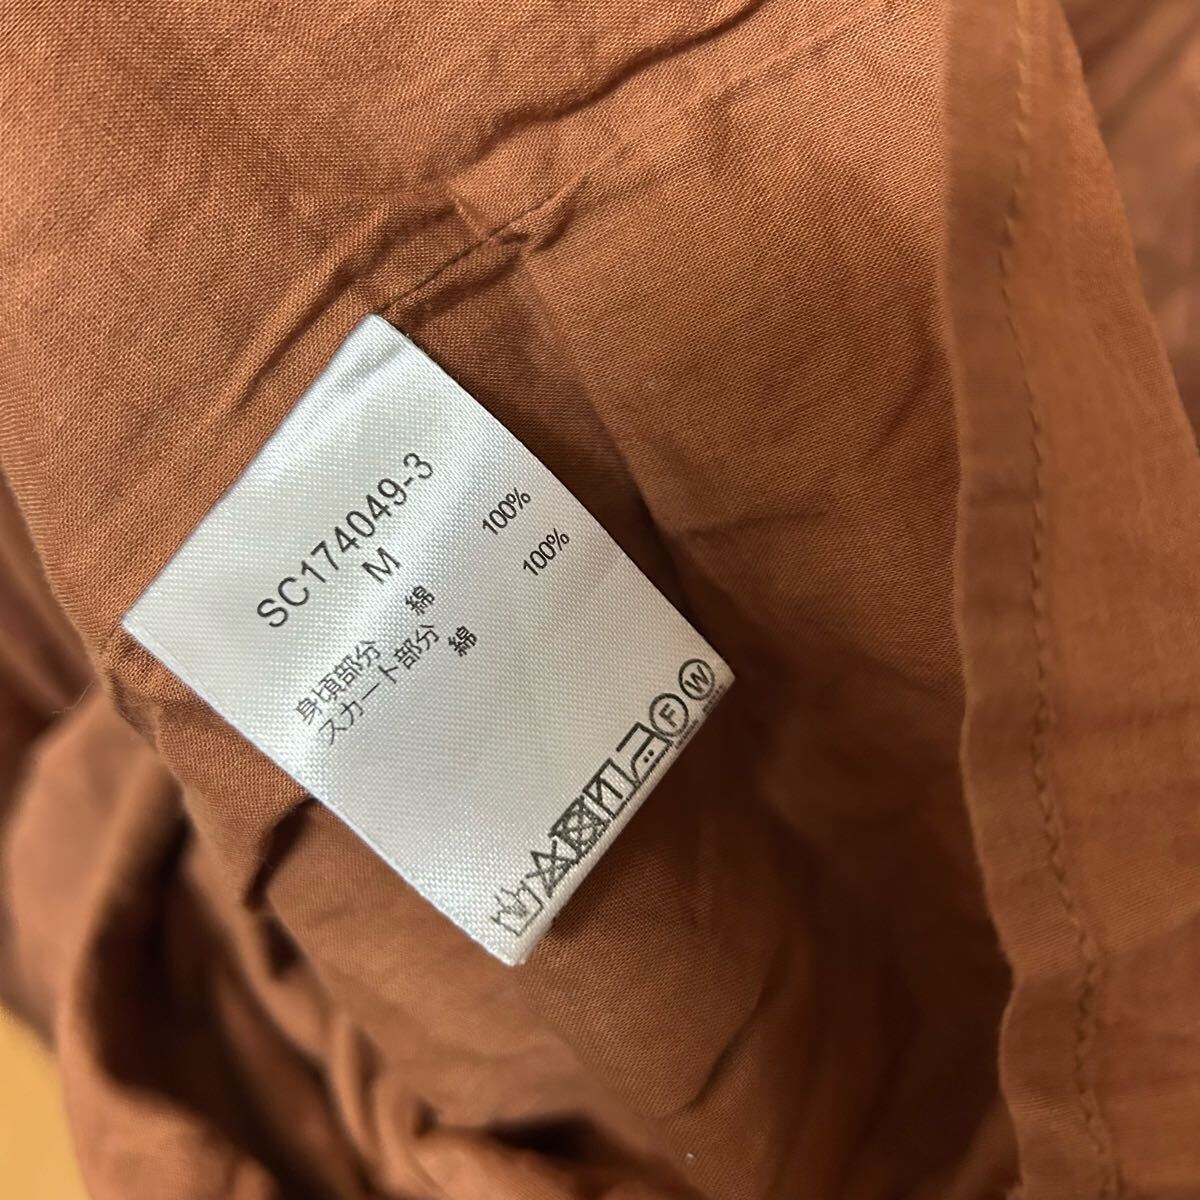 SC174049-3
M
身頃部分 綿 100%
スカート部分 綿 100%
F W